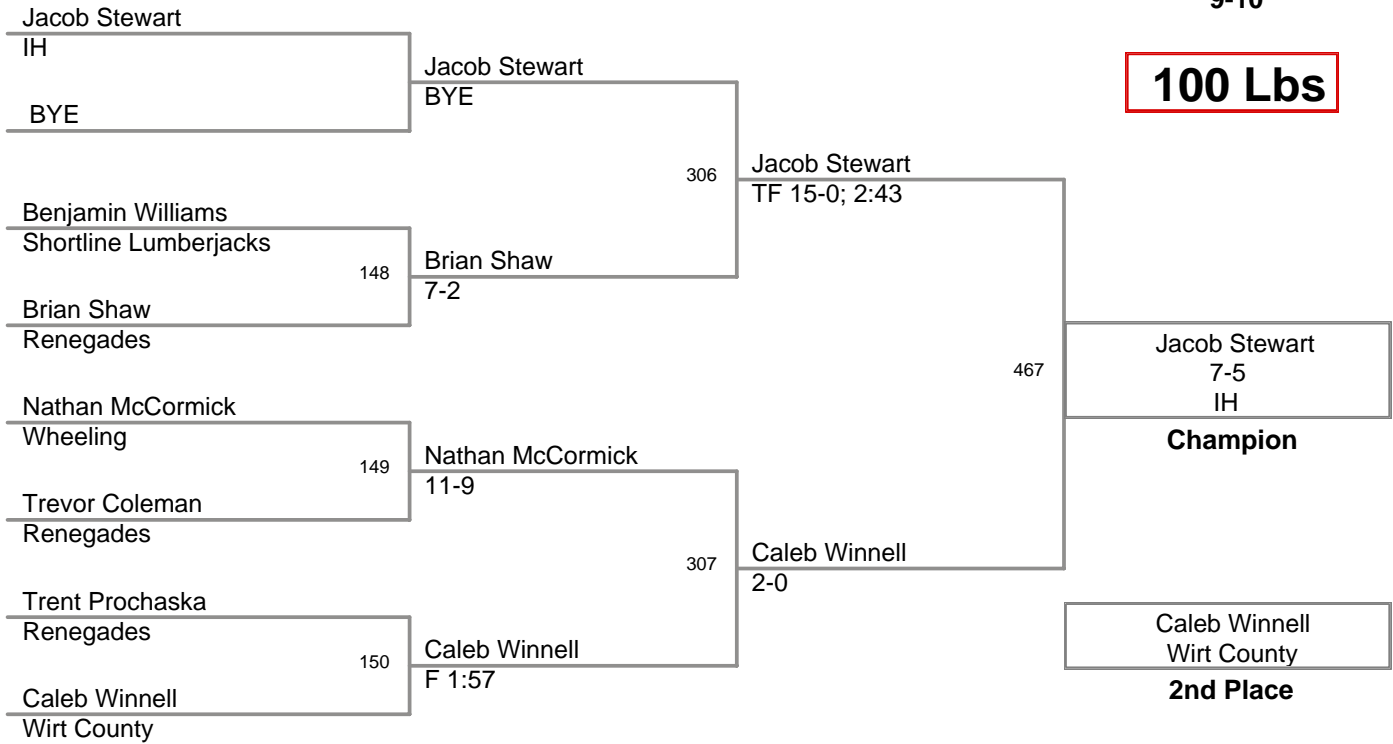 9-10
100 Lbs
Jacob Stewart
IH
BYE
Benjamin Williams
Shortline Lumberjacks
148
Brian Shaw
Renegades
Nathan McCormick
Wheeling
149
Trevor Coleman
Renegades
Trent Prochaska
Renegades
150
Caleb Winnell
Wirt County
Jacob Stewart
BYE
306
Brian Shaw
7-2
Nathan McCormick
11-9
307
Caleb Winnell
F 1:57
Jacob Stewart
TF 15-0; 2:43
467
Caleb Winnell
2-0
Jacob Stewart
7-5
IH
Champion
Caleb Winnell
Wirt County
2nd Place